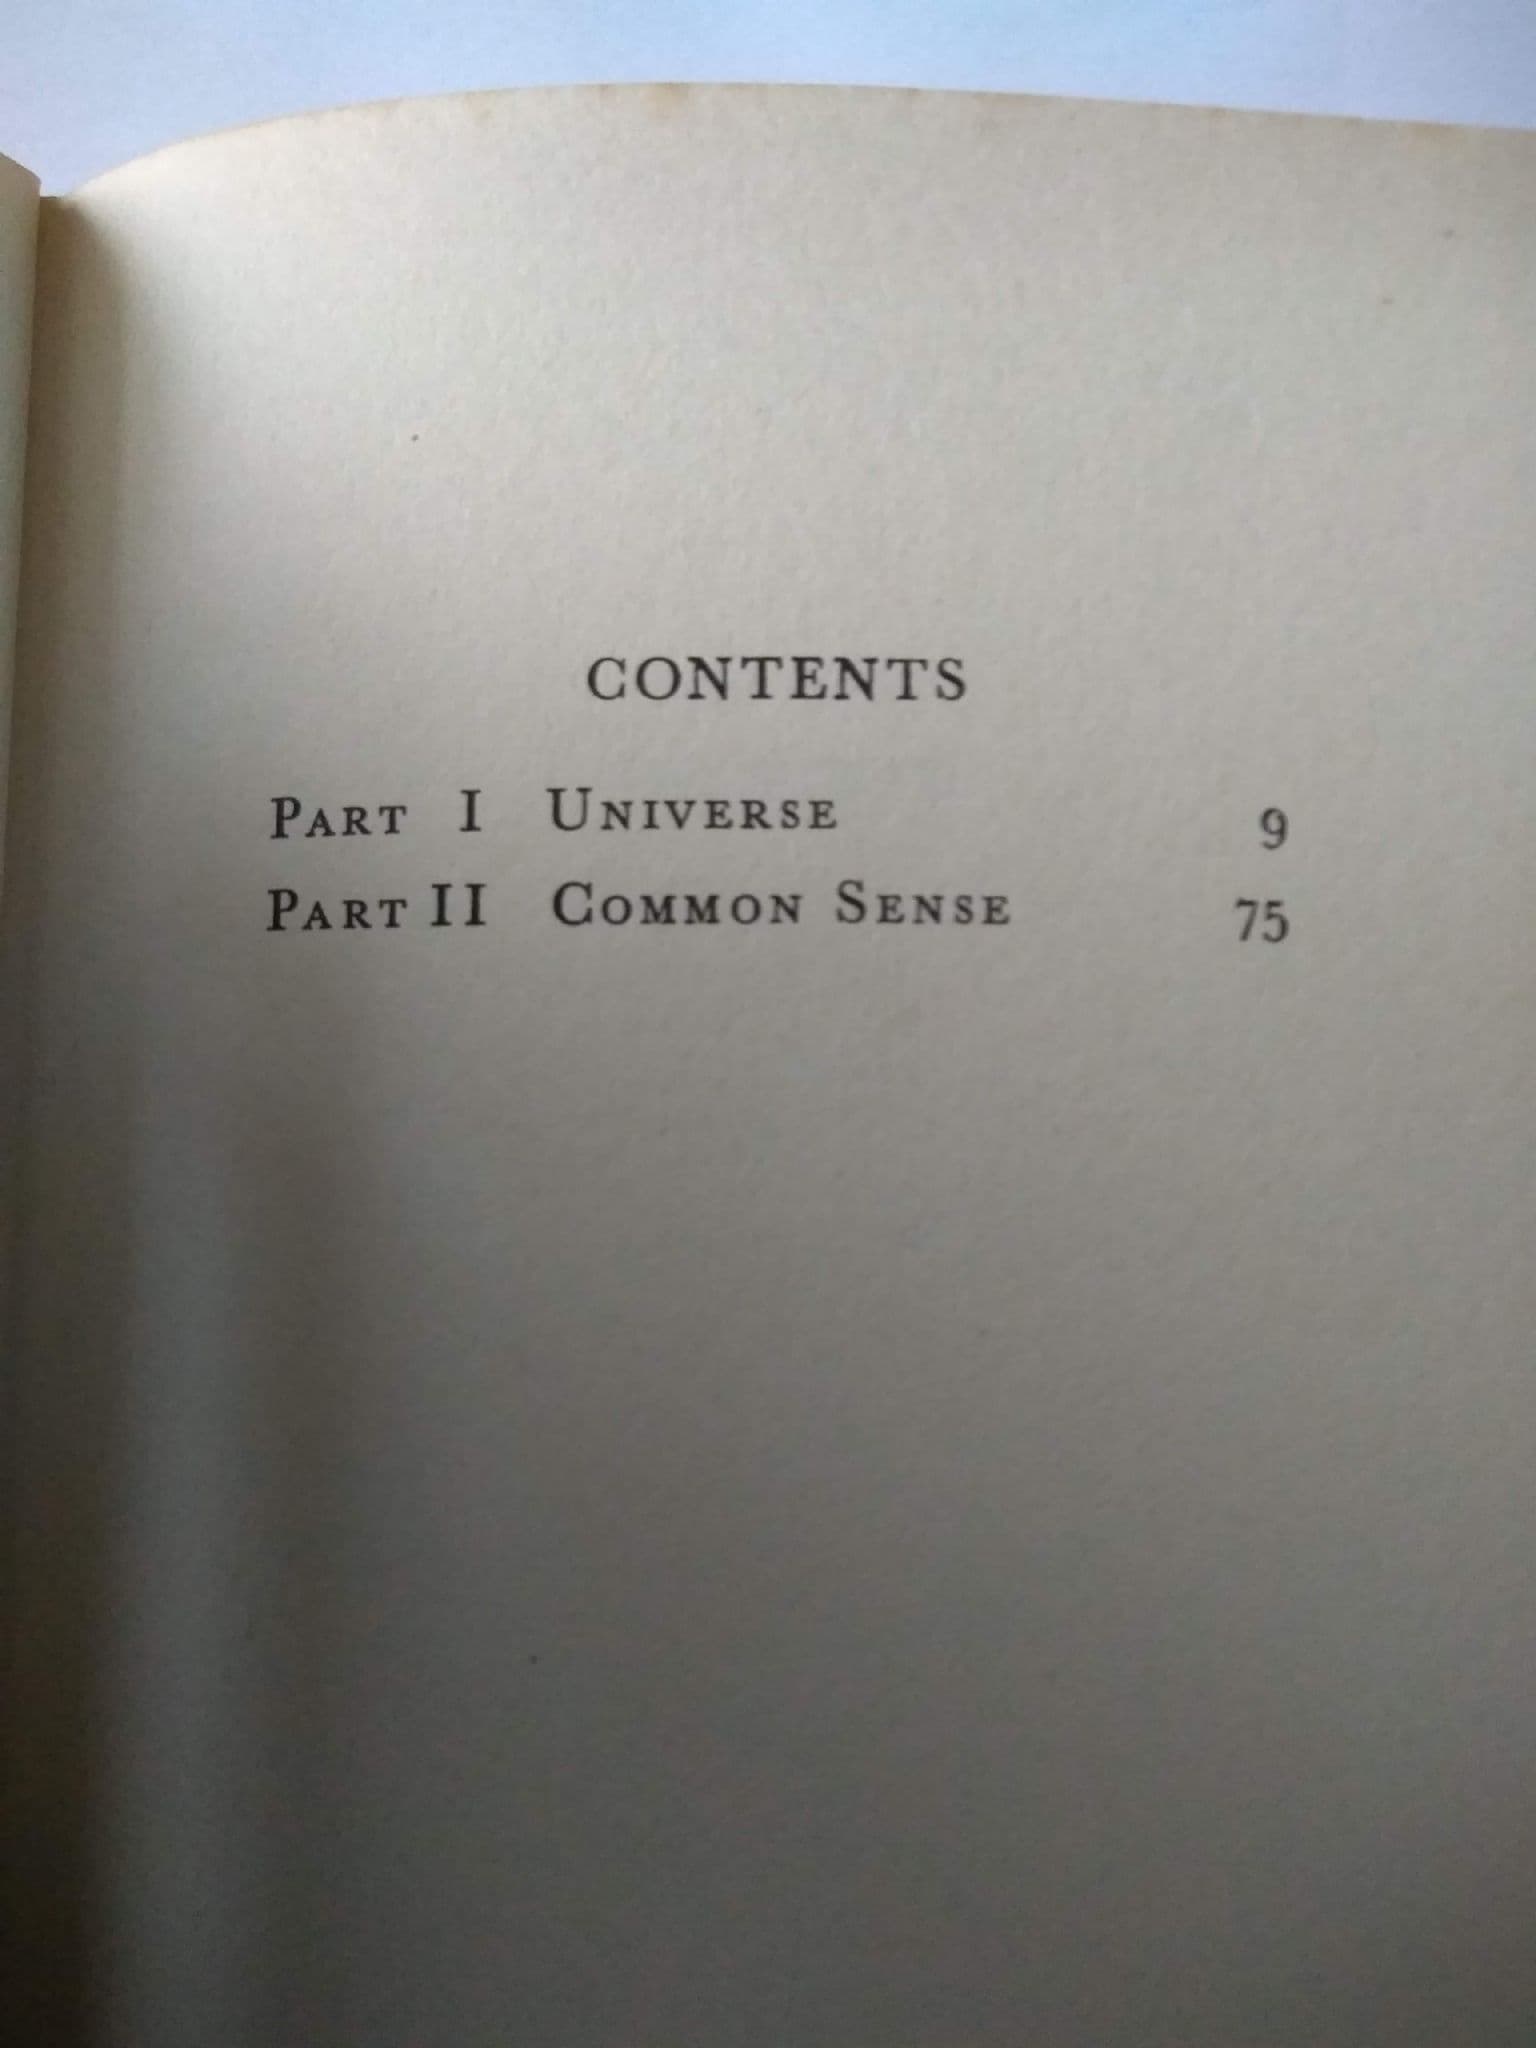 CONTENTS
Part I Universe 9
Part II Common Sense 75